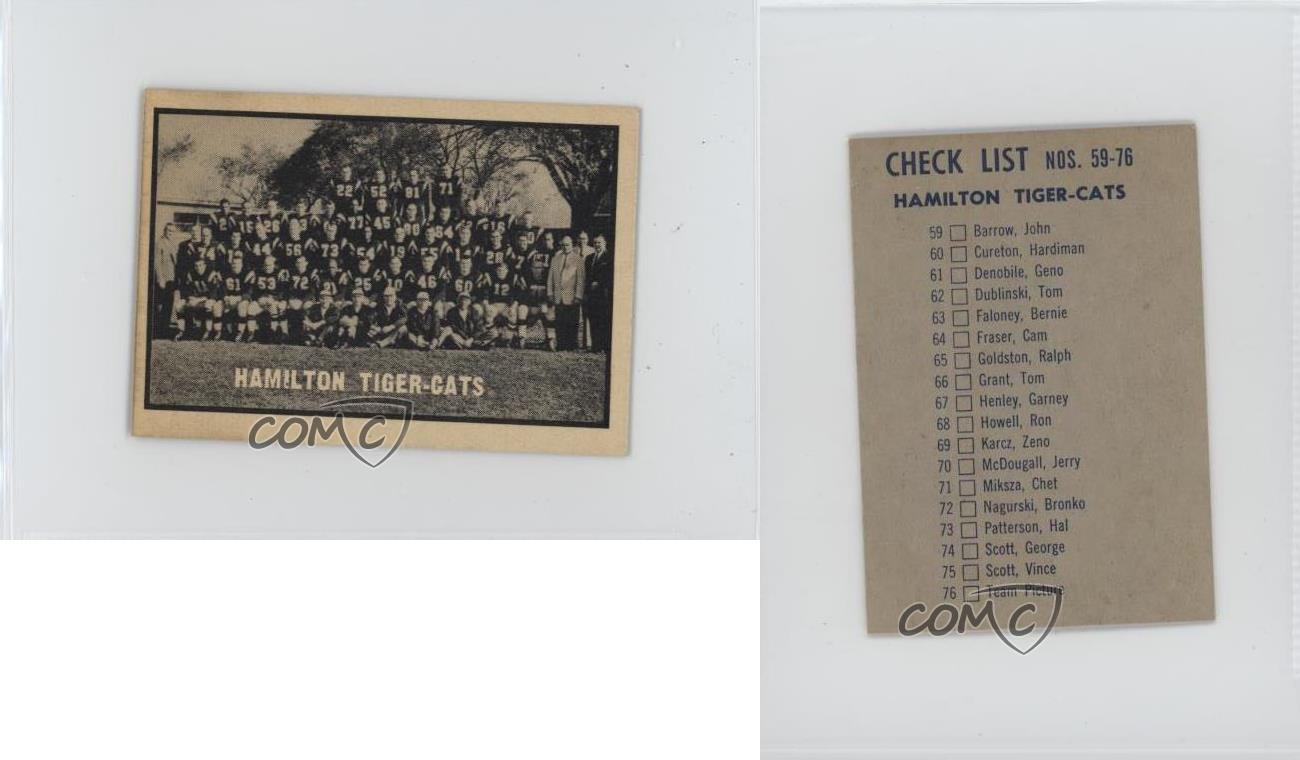 HAMILTON TIGER-CATS
COMC
CHECK LIST NOS. 59-76
HAMILTON TIGER-CATS
59 Barrow, John
60 Cureton, Hardiman
61 Denobile, Geno
62 Dublinski, Tom
63 Faloney, Bernie
64 Fraser, Cam
65 Goldston, Ralph
66 Grant, Tom
67 Henley, Garney
68 Howell, Ron
69 Karcz, Zeno
70 McDougall, Jerry
71 Miksza, Chet
72 Nagurski, Bronko
73 Patterson, Hal
74 Scott, George
75 Scott, Vince
76 Team Picture
COMC